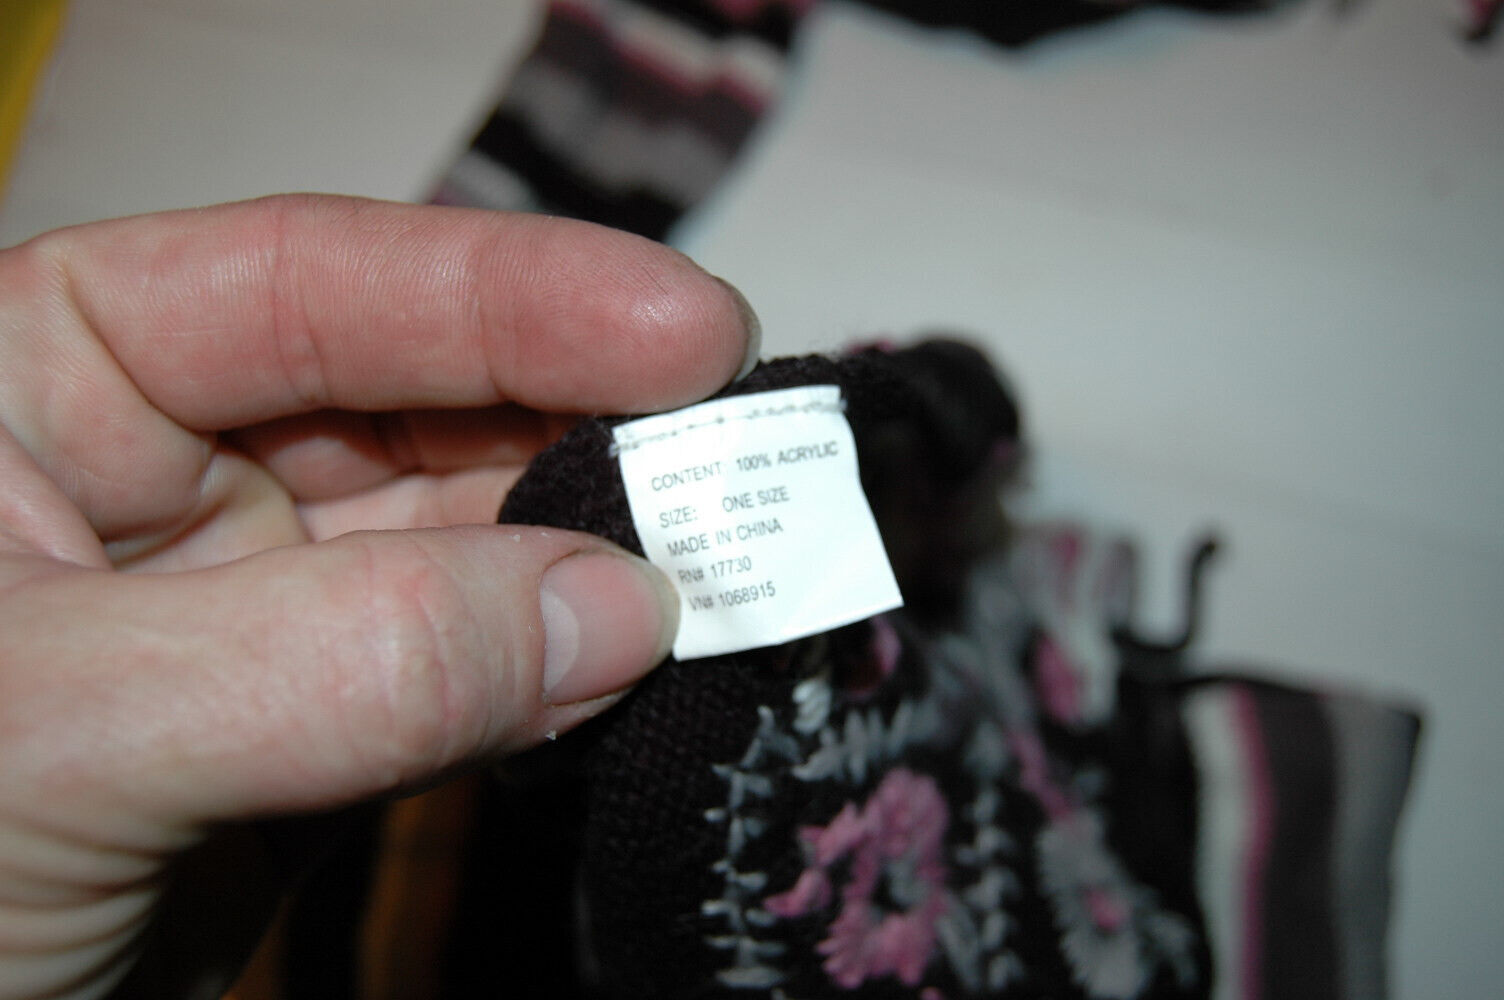 CONTENT: 100% ACRYLIC
SIZE: ONE SIZE
MADE IN CHINA
RN# 17730
VN# 1068915